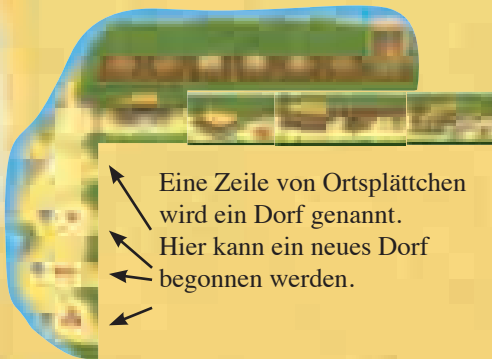 Eine Zeile von Ortsplättchen
wird ein Dorf genannt.
Hier kann ein neues Dorf
begonnen werden.